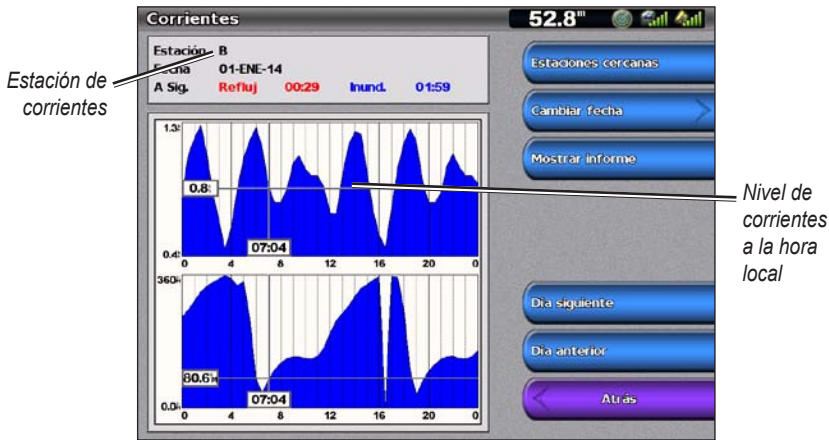 Corrientes
52.8m
Estación B
Fecha 01-ENE-14
A Sig. Refluj 00:29 Inund. 01:59
Estación de
corrientes
Estaciones cercanas
Cambiar fecha
Mostrar informe
Nivel de
corrientes
a la hora
local
1.3
0.8
0.4
07:04
0 4 8 12 16 20 0
360
80.6
0.0
07:04
0 4 8 12 16 20 0
Día siguiente
Día anterior
Atrás